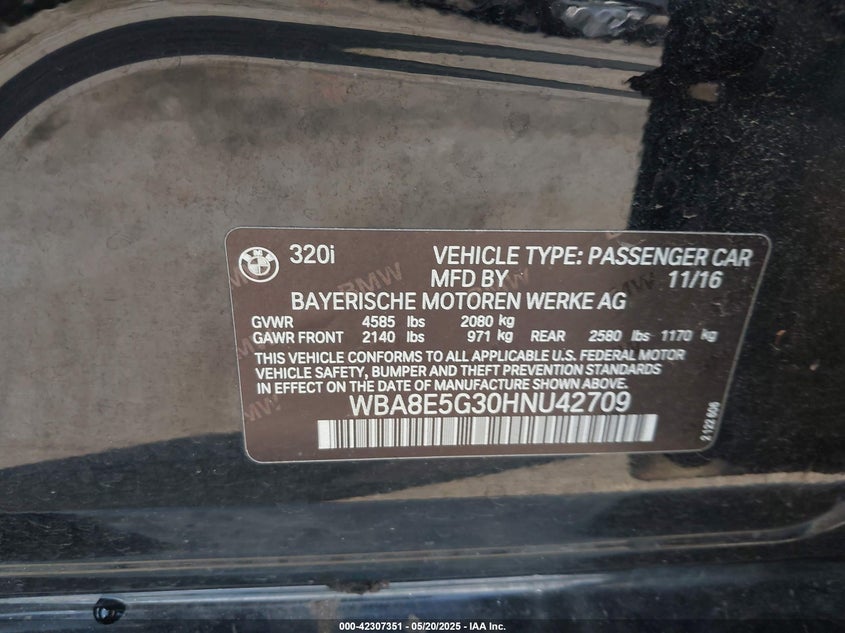 320i VEHICLE TYPE: PASSENGER CAR
MFD BY 11/16
BAYERISCHE MOTOREN WERKE AG
GVWR 4585 lbs 2080 kg
GAWR FRONT 2140 lbs 971 kg REAR 2580 lbs 1170 kg
THIS VEHICLE CONFORMS TO ALL APPLICABLE U.S. FEDERAL MOTOR
VEHICLE SAFETY, BUMPER AND THEFT PREVENTION STANDARDS
IN EFFECT ON THE DATE OF MANUFACTURE SHOWN ABOVE.
WBA8E5G30HNU42709
2 122 606
000-42307351 - 05/20/2025 - IAA Inc.